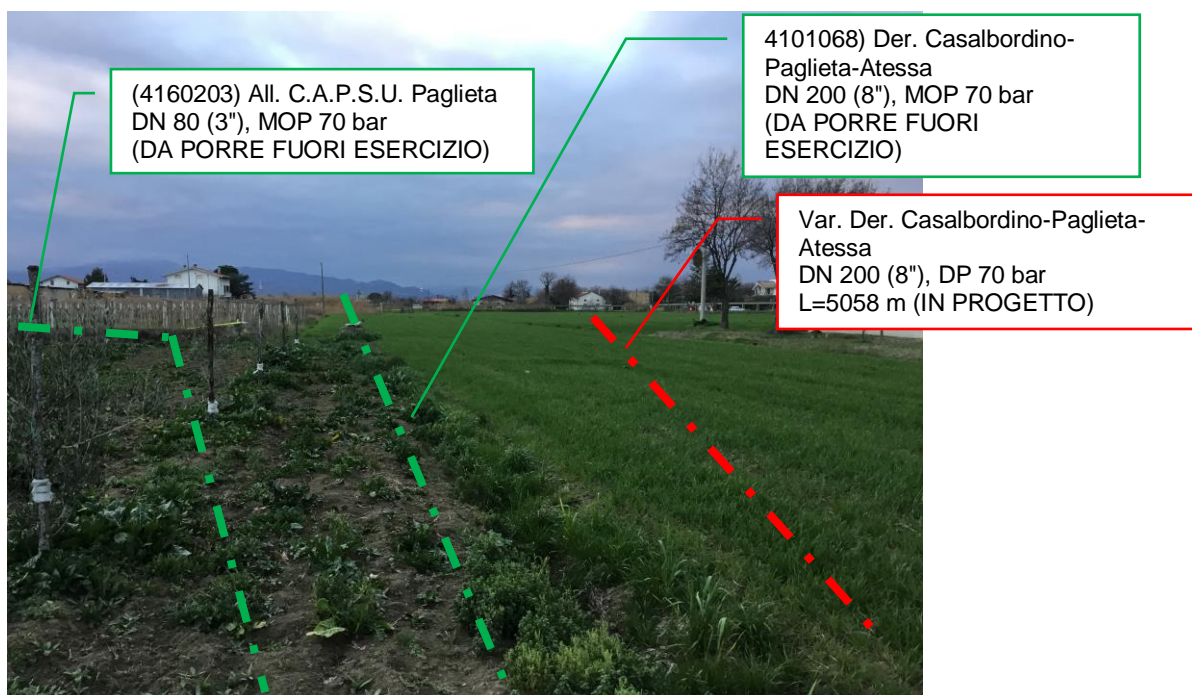 (4160203) All. C.A.P.S.U. Paglieta
DN 80 (3"), MOP 70 bar
(DA PORRE FUORI ESERCIZIO)
4101068) Der. Casalbordino-
Paglieta-Atessa
DN 200 (8"), MOP 70 bar
(DA PORRE FUORI
ESERCIZIO)
Var. Der. Casalbordino-Paglieta-
Atessa
DN 200 (8"), DP 70 bar
L=5058 m (IN PROGETTO)